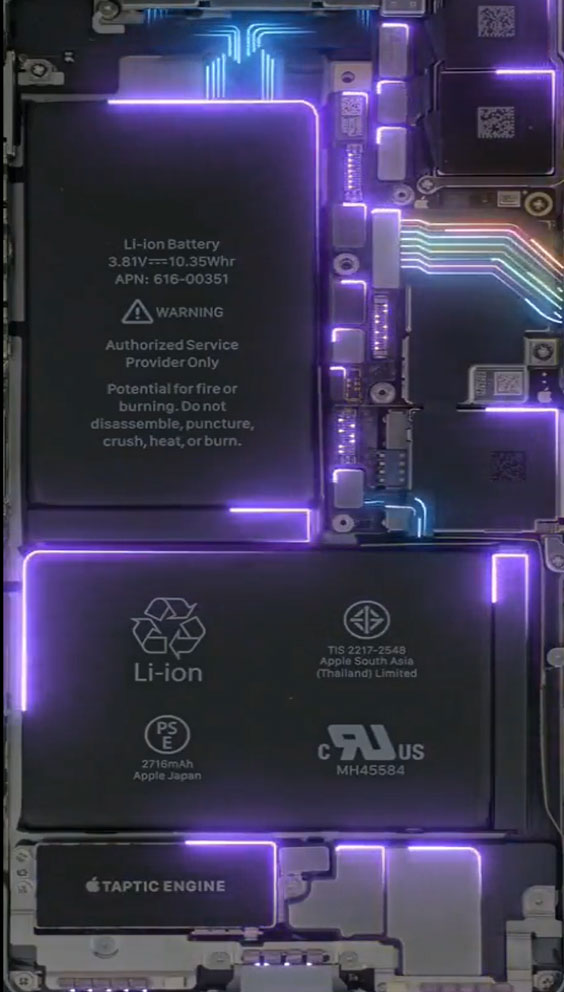 Li-ion Battery
3.81V⎓10.35Whr
APN: 616-00351
WARNING
Authorized Service
Provider Only
Potential for fire or
burning. Do not
disassemble, puncture,
crush, heat, or burn.
Li-ion
TIS 2217-2548
Apple South Asia
(Thailand) Limited
PS
E
2716mAh
Apple Japan
c RU US
MH45584
TAPTIC ENGINE